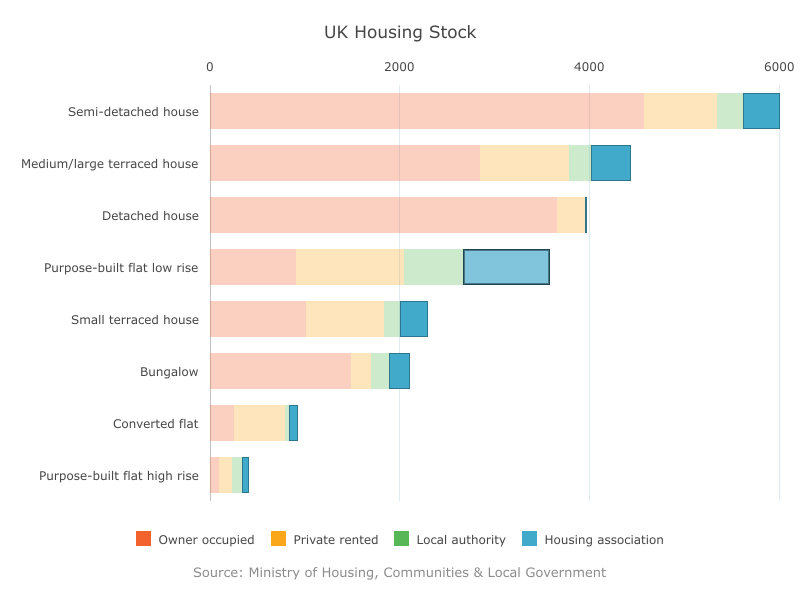 UK Housing Stock
0 2000 4000 6000
Semi-detached house
Medium/large terraced house
Detached house
Purpose-built flat low rise
Small terraced house
Bungalow
Converted flat
Purpose-built flat high rise
Owner occupied Private rented Local authority Housing association
Source: Ministry of Housing, Communities & Local Government